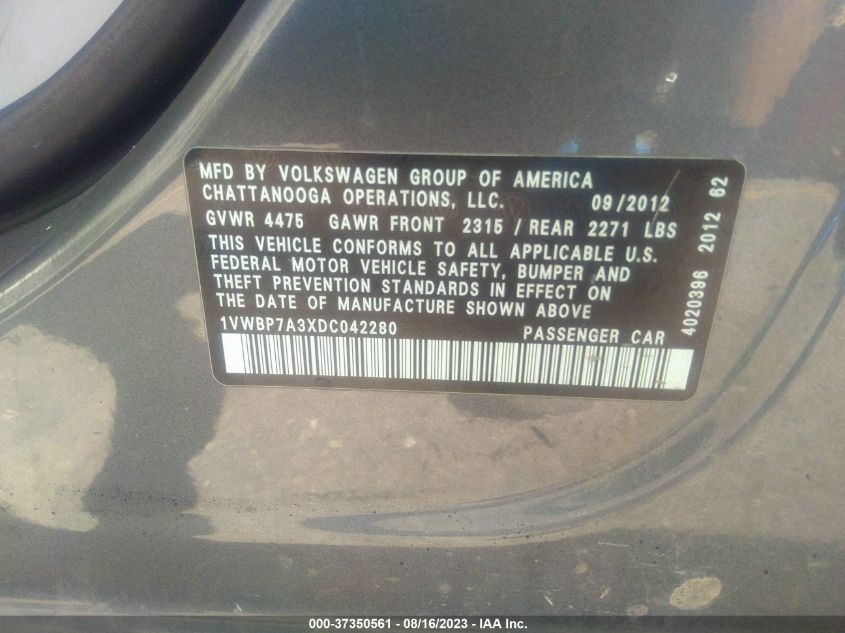 MFD BY VOLKSWAGEN GROUP OF AMERICA
CHATTANOOGA OPERATIONS, LLC. 09/2012
GVWR 4475 GAWR FRONT 2315 / REAR 2271 LBS
THIS VEHICLE CONFORMS TO ALL APPLICABLE U.S.
FEDERAL MOTOR VEHICLE SAFETY, BUMPER AND
THEFT PREVENTION STANDARDS IN EFFECT ON
THE DATE OF MANUFACTURE SHOWN ABOVE
1VWBP7A3XDC042280 PASSENGER CAR
4020396 2012 62
000-37350561 - 08/16/2023 - IAA Inc.